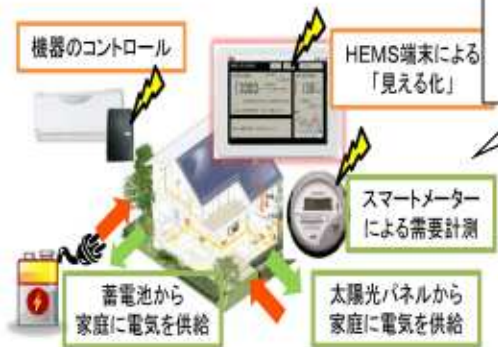 機器のコントロール
HEMS端末による
「見える化」
スマートメーター
による需要計測
蓄電池から
家庭に電気を供給
太陽光パネルから
家庭に電気を供給